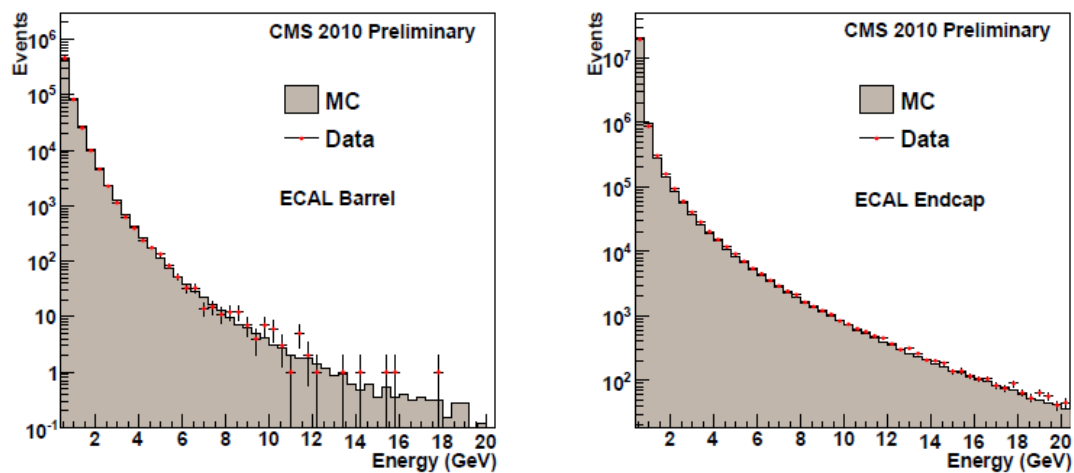 Events
10^6
10^5
10^4
10^3
10^2
10
1
10^-1
CMS 2010 Preliminary
MC
Data
ECAL Barrel
2 4 6 8 10 12 14 16 18 20
Energy (GeV)
Events
10^7
10^6
10^5
10^4
10^3
10^2
CMS 2010 Preliminary
MC
Data
ECAL Endcap
2 4 6 8 10 12 14 16 18 20
Energy (GeV)